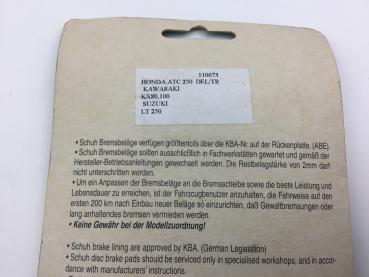 110073
HONDA ATC 250 DEL/TR
KAWASAKI
KX80,100
SUZUKI
LT 250
• Schuh Bremsbeläge verfügen größtenteils über die KBA-Nr. auf der Rückenplatte, (ABE)
• Schuh Bremsbeläge sollten ausschließlich in Fachwerkstätten gewartet und gemäß der
Hersteller-Betriebsanleitungen gewechselt werden. Die Restbelagstärke von 2mm darf
nicht unterschritten werden.
• Um ein Anpassen der Bremsbeläge an die Bremsscheibe sowie die beste Leistung und
Lebensdauer zu erreichen, ist der Fahrzeugbenutzer anzuhalten, die Fahrweise auf den
ersten 200 km nach Einbau neuer Beläge so einzurichten, daß Gewaltbremsungen oder
lang anhaltendes bremsen vermieden werden.
• Keine Gewähr bei der Modellzuordnung!
• Schuh brake lining are approved by KBA. (German Legislation)
• Schuh disc brake pads should be serviced only in specialised workshops, and in accor-
dance with manufacturers' instructions.